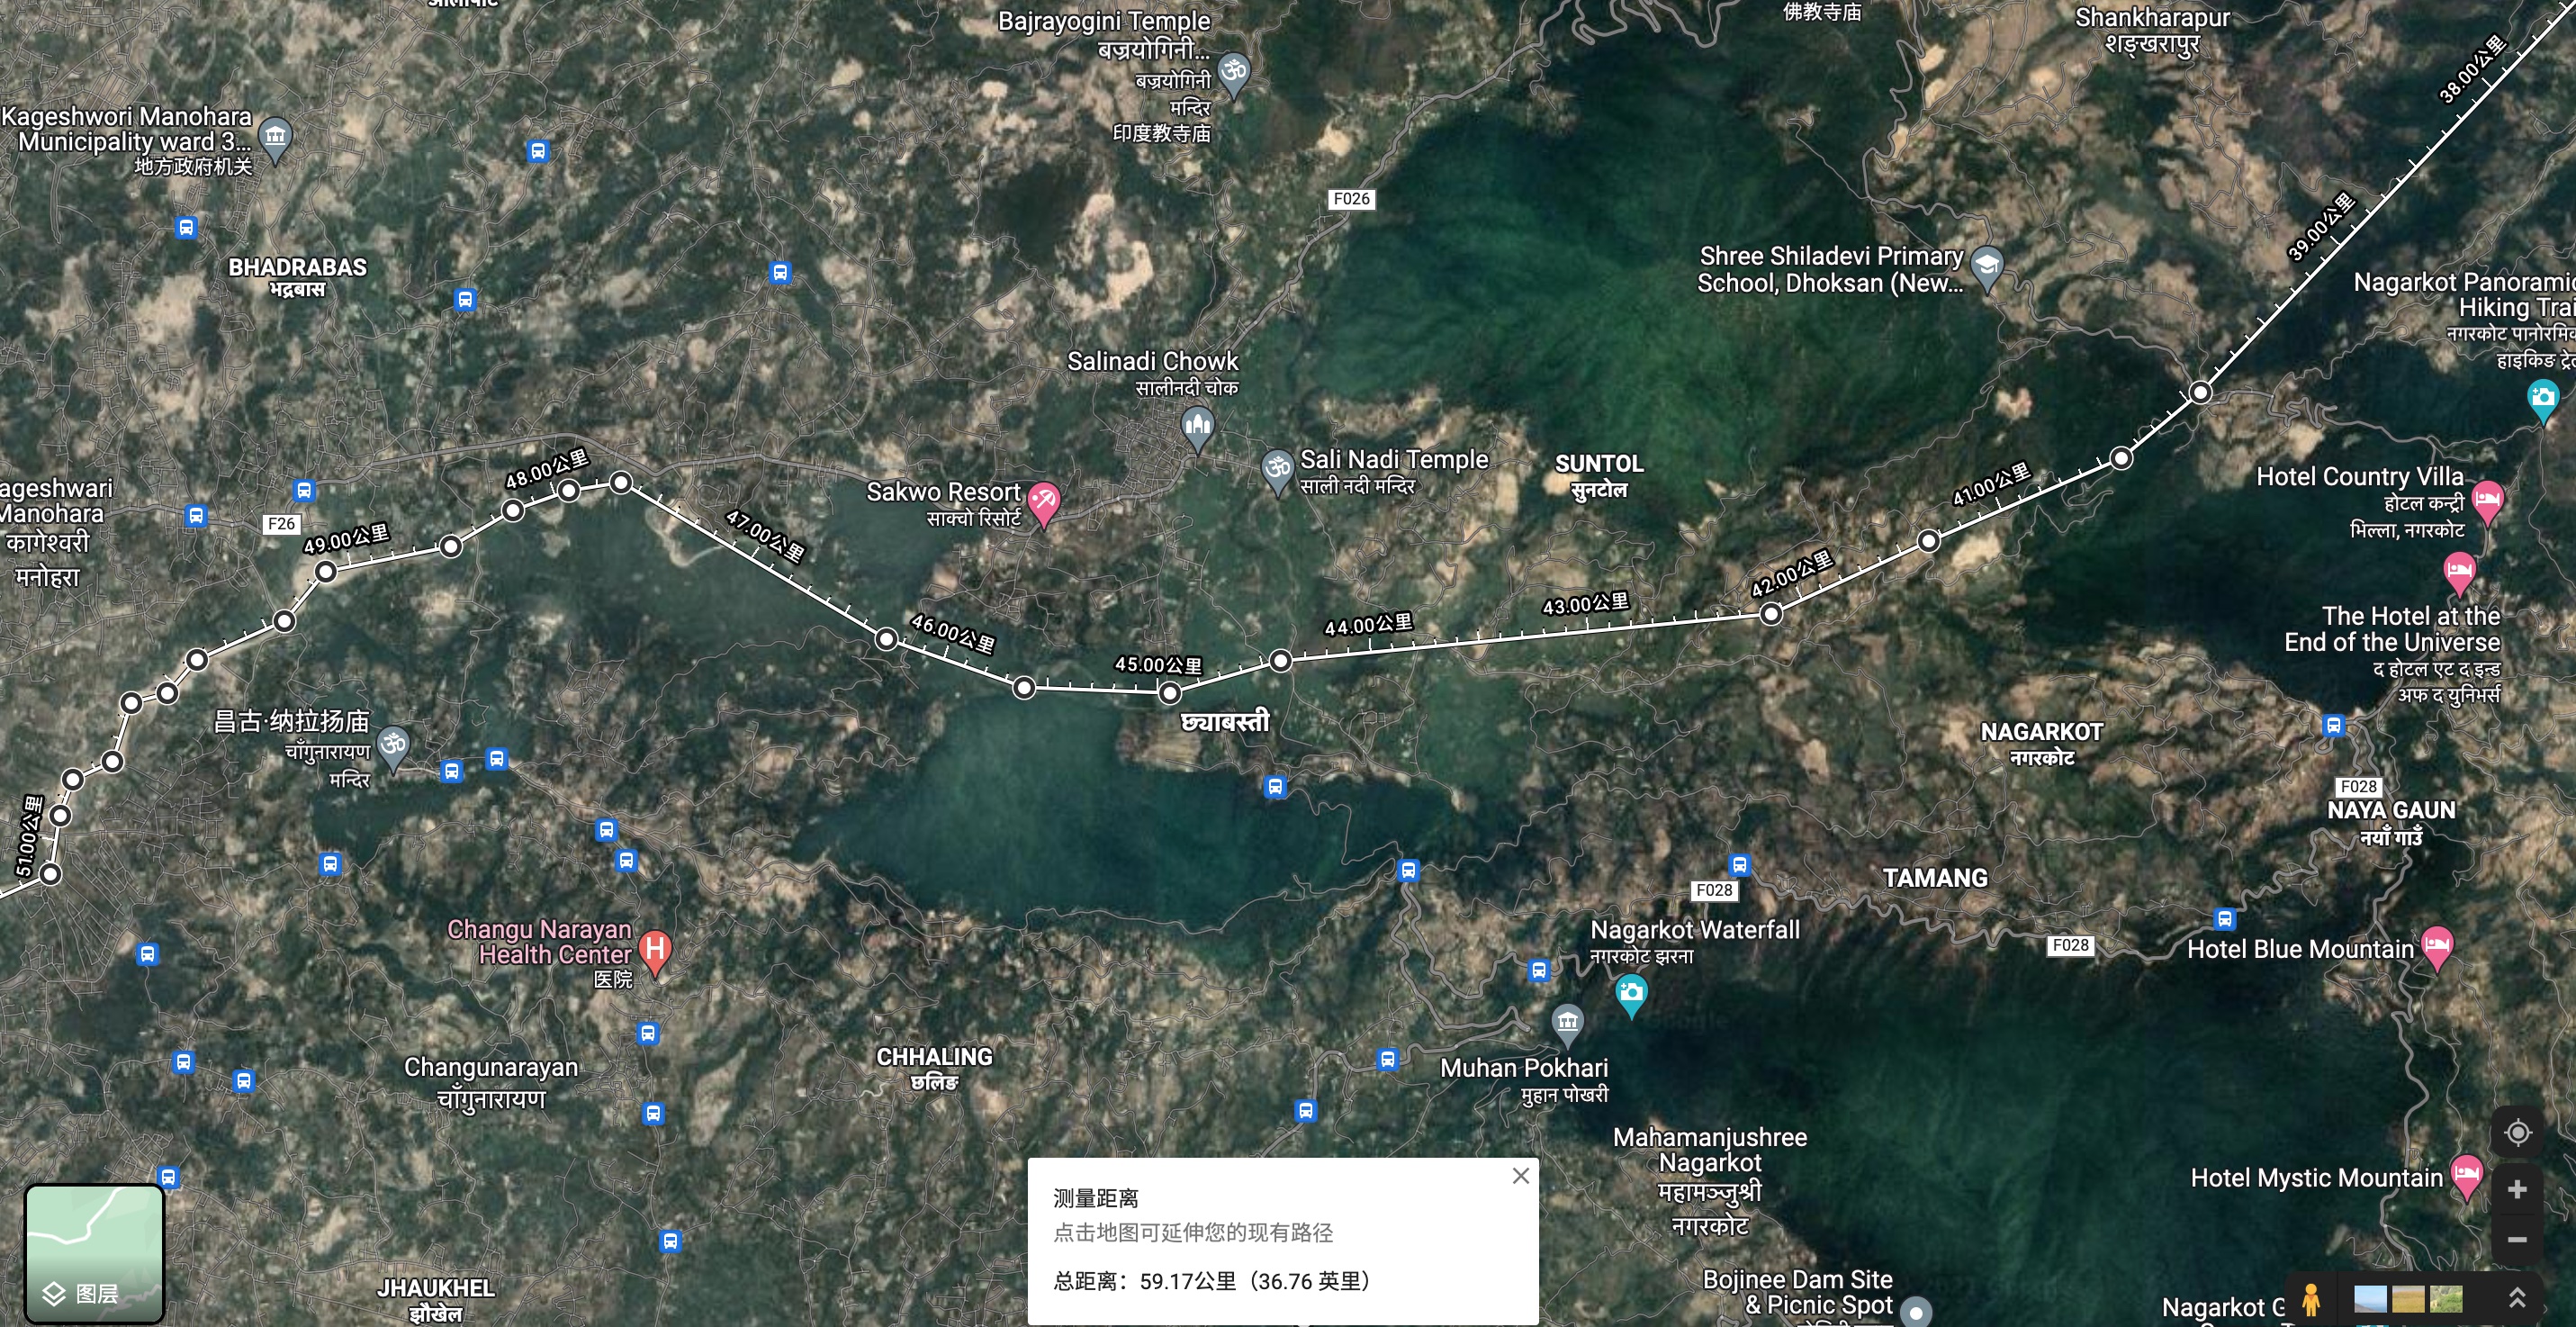 Bajrayogini Temple
बज्रयोगिनी...
बज्रयोगिनी
मन्दिर
印度教寺庙
佛教寺庙
Shankharapur
शङ्खरापुर
38.00公里
Kageshwori Manohara
Municipality ward 3...
地方政府机关
F026
39.00公里
BHADRABAS
भद्रबास
Shree Shiladevi Primary
School, Dhoksan (New...
Nagarkot Panoramic
Hiking Trai
नगरकोट पानोरमिक
Salinadi Chowk
सालीनदी चोक
Sali Nadi Temple
साली नदी मन्दिर
SUNTOL
सुनटोल
Sakwo Resort
साक्चो रिसोर्ट
48.00公里
47.00公里
41.00公里
Hotel Country Villa
होटल कन्ट्री
भिल्ला, नगरकोट
ageshwari
Manohara
कागेश्वरी
मनोहरा
F26
49.00公里
46.00公里
45.00公里
44.00公里
43.00公里
42.00公里
The Hotel at the
End of the Universe
द होटल एट द इन्ड
अफ द युनिभर्स
昌古·纳拉扬庙
चाँगुनारायण
मन्दिर
छ्याबस्ती
NAGARKOT
नगरकोट
F028
NAYA GAUN
नयाँ गाउँ
51.00公里
TAMANG
F028
F028
Changu Narayan
Health Center
医院
Nagarkot Waterfall
नगरकोट झरना
Hotel Blue Mountain
Changunarayan
चाँगुनारायण
CHHALING
छलिङ
Muhan Pokhari
मुहान पोखरी
Mahamanjushree
Nagarkot
महामञ्जुश्री
नगरकोट
Hotel Mystic Mountain
测量距离
点击地图可延伸您的现有路径
总距离：59.17公里（36.76 英里）
图层
JHAUKHEL
झौखेल
Bojinee Dam Site
& Picnic Spot
Nagarkot